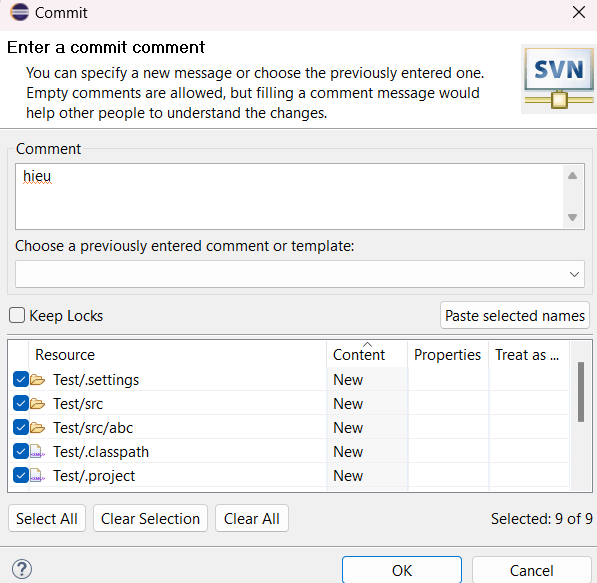 Commit
Enter a commit comment
You can specify a new message or choose the previously entered one.
Empty comments are allowed, but filling a comment message would
help other people to understand the changes.
SVN
Comment
hieu
Choose a previously entered comment or template:
Keep Locks
Paste selected names
Resource Content Properties Treat as ...
Test/.settings New
Test/src New
Test/src/abc New
Test/.classpath New
Test/.project New
Select All Clear Selection Clear All Selected: 9 of 9
? OK Cancel